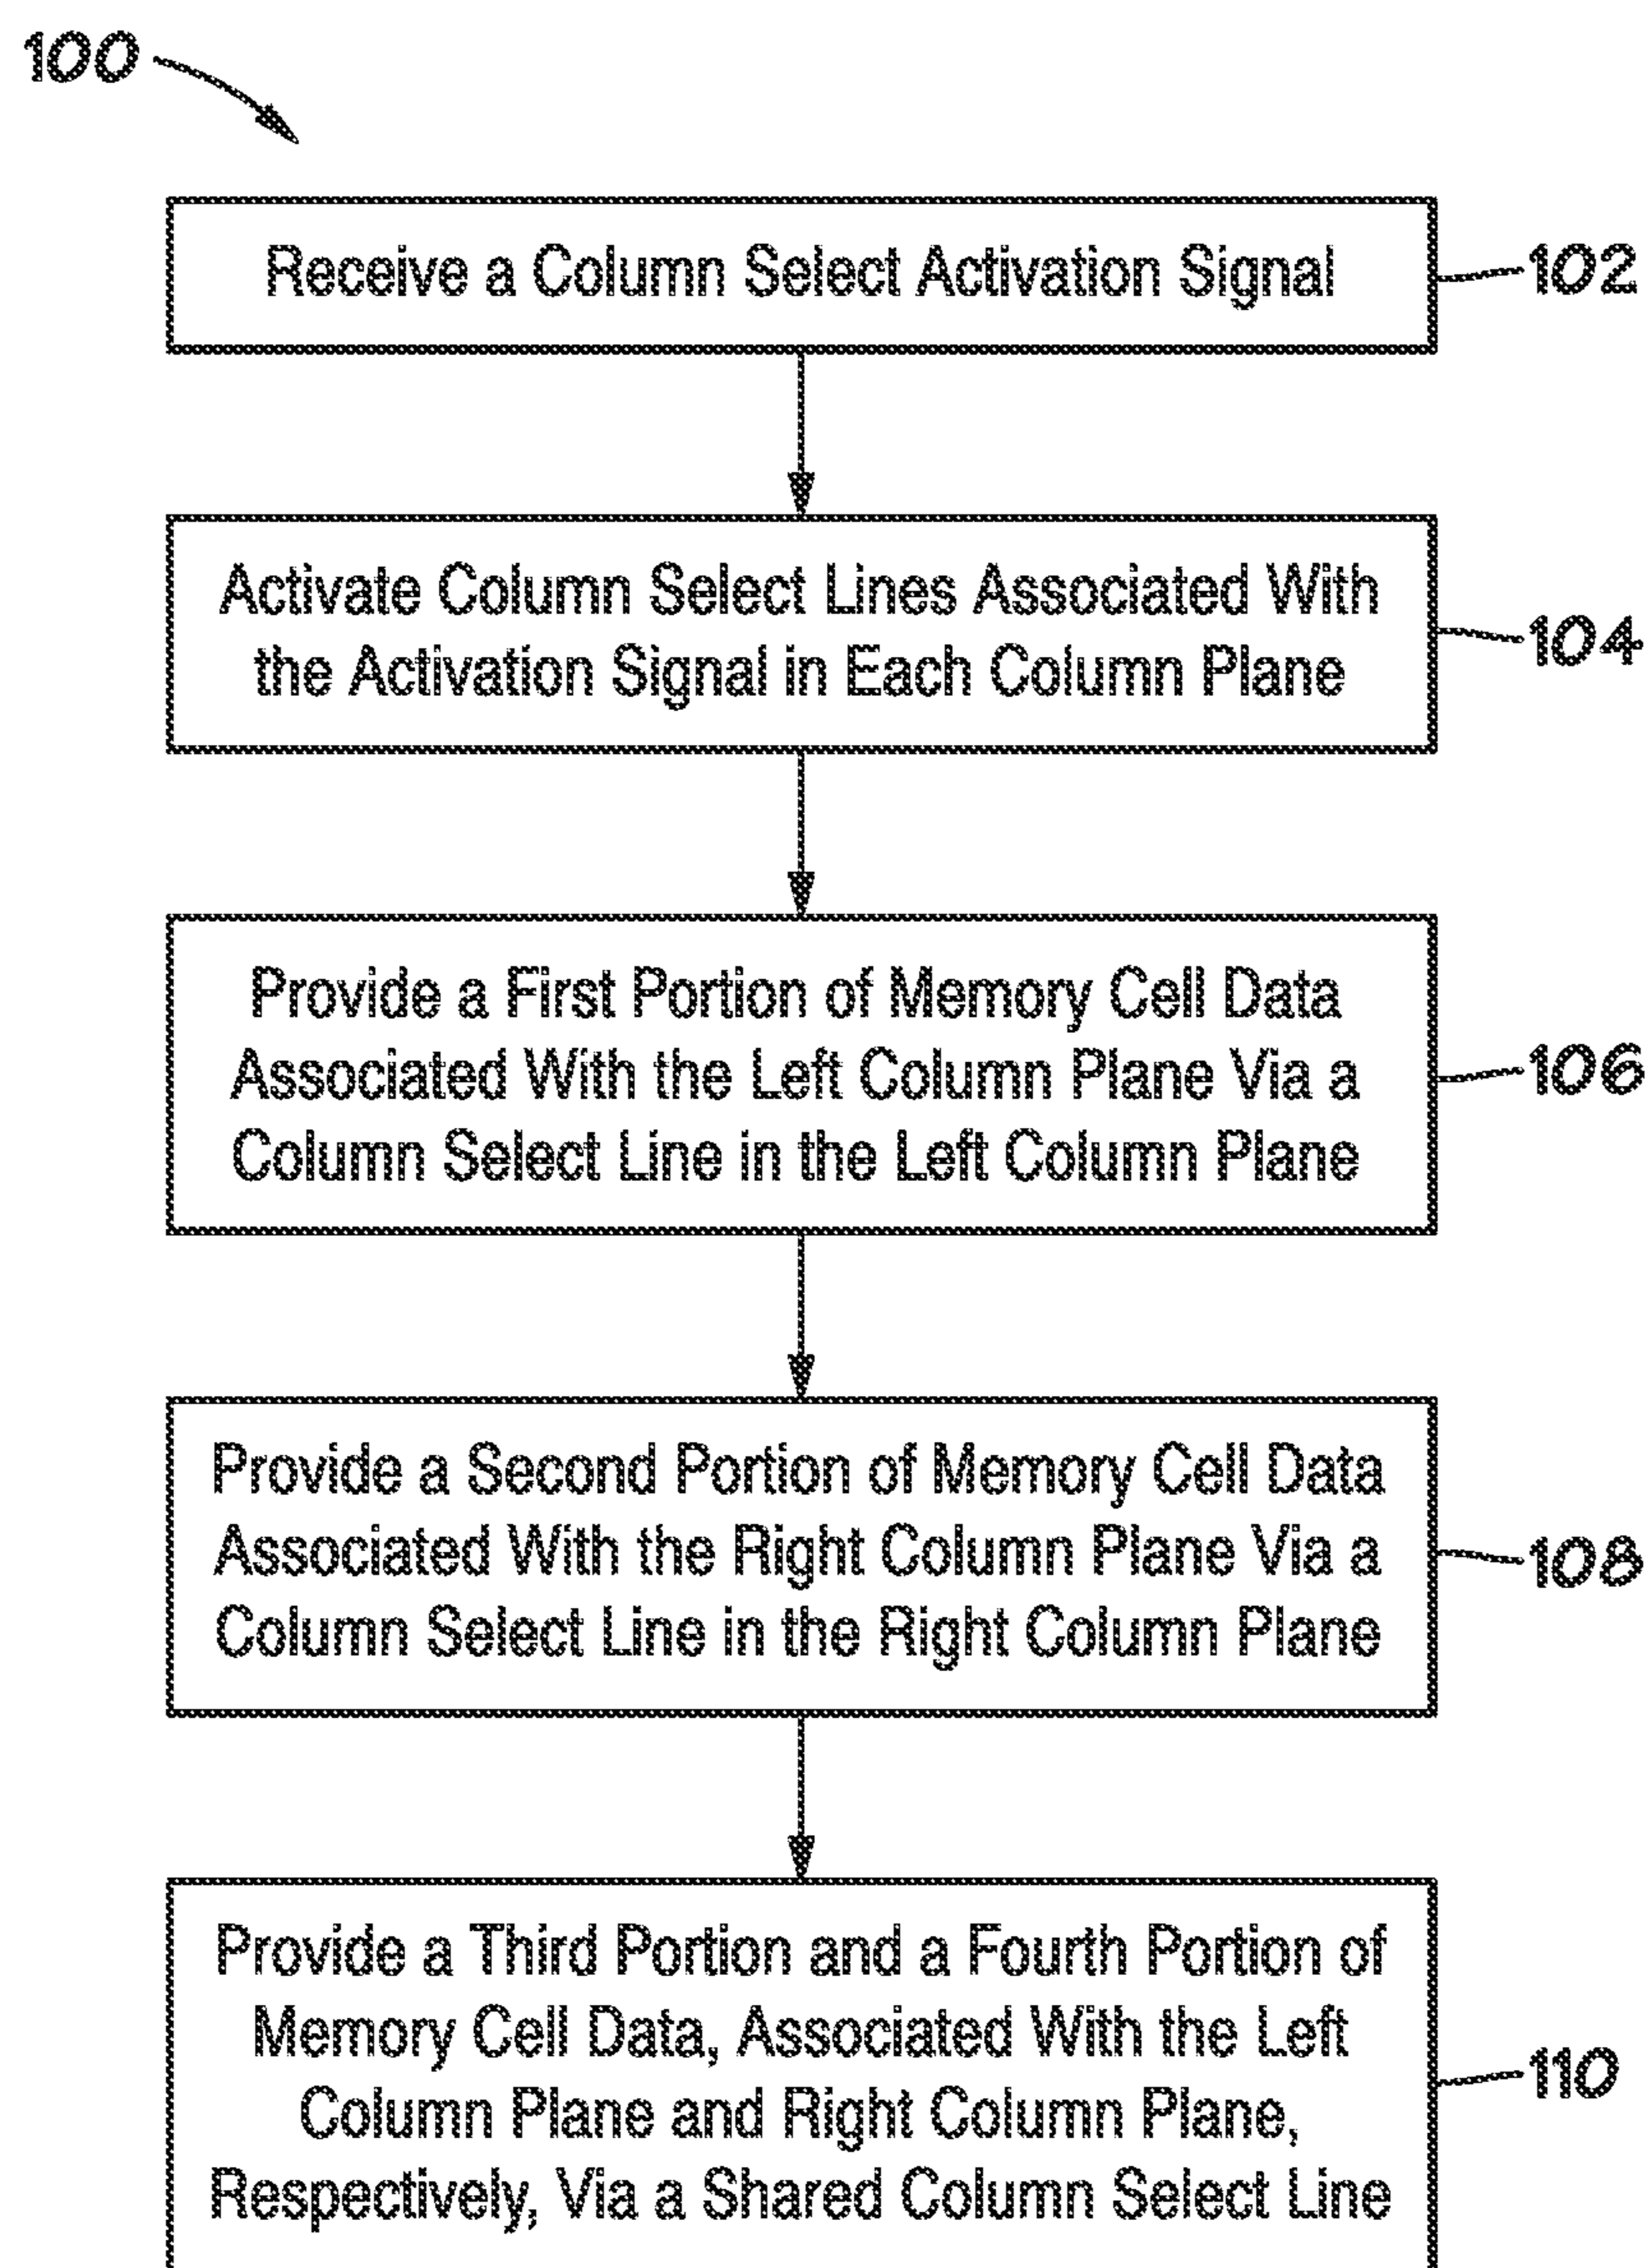 100
Receive a Column Select Activation Signal
102
Activate Column Select Lines Associated With
the Activation Signal in Each Column Plane
104
Provide a First Portion of Memory Cell Data
Associated With the Left Column Plane Via a
Column Select Line in the Left Column Plane
106
Provide a Second Portion of Memory Cell Data
Associated With the Right Column Plane Via a
Column Select Line in the Right Column Plane
108
Provide a Third Portion and a Fourth Portion of
Memory Cell Data, Associated With the Left
Column Plane and Right Column Plane,
Respectively, Via a Shared Column Select Line
110